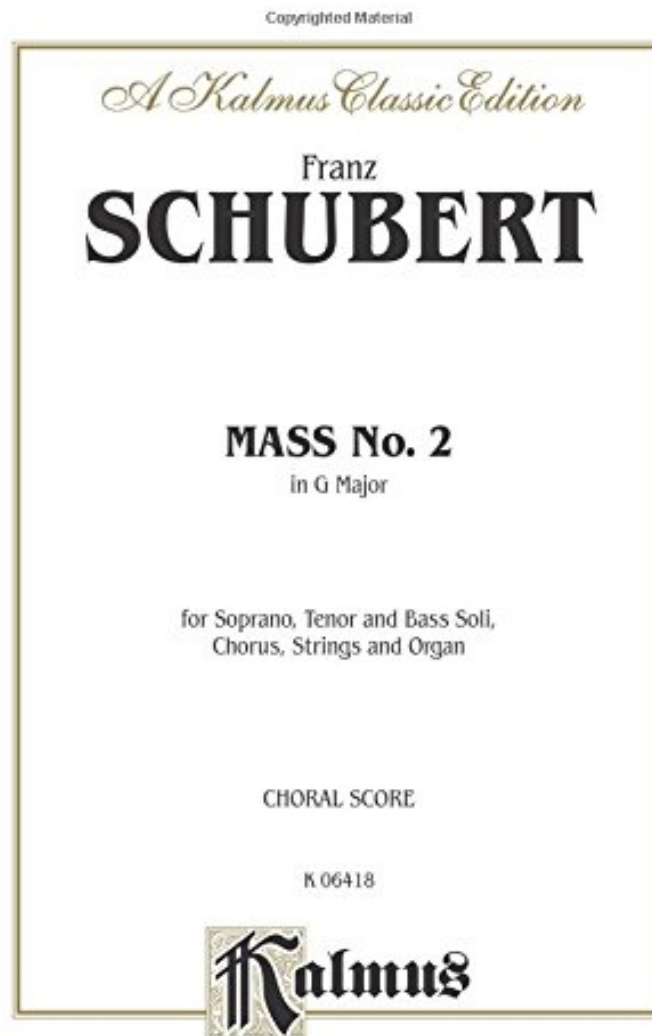 Copyrighted Material
A Kalmus Classic Edition
Franz
SCHUBERT
MASS No. 2
in G Major
for Soprano, Tenor and Bass Soli,
Chorus, Strings and Organ
CHORAL SCORE
K 06418
Kalmus